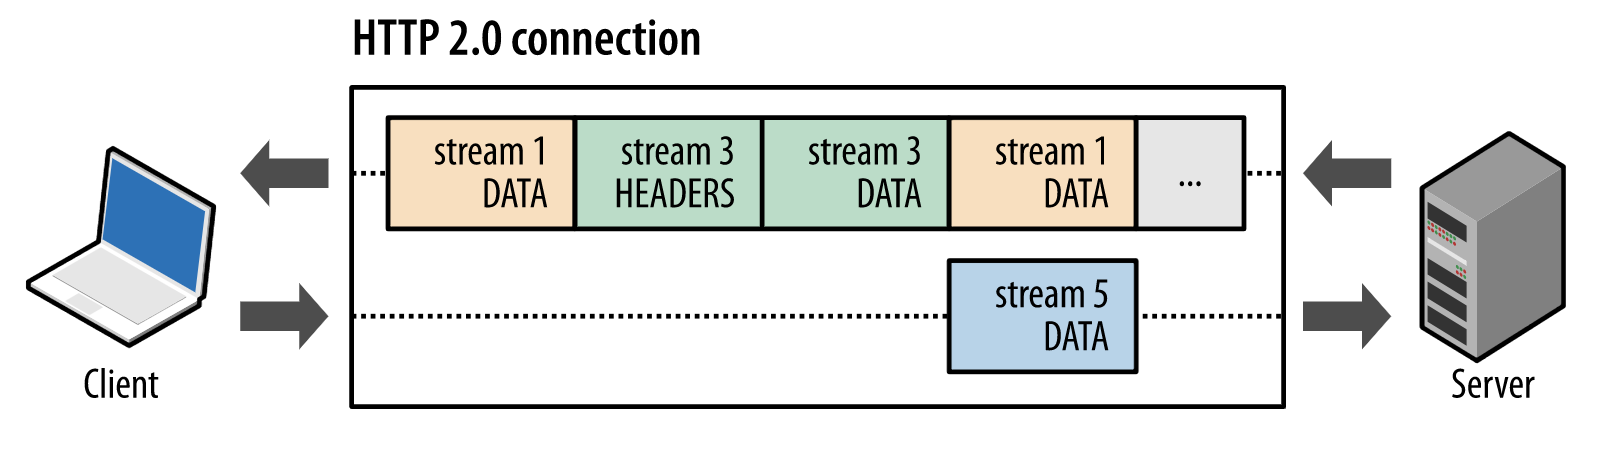 HTTP 2.0 connection
stream 1
DATA
stream 3
HEADERS
stream 3
DATA
stream 1
DATA
...
stream 5
DATA
Client
Server